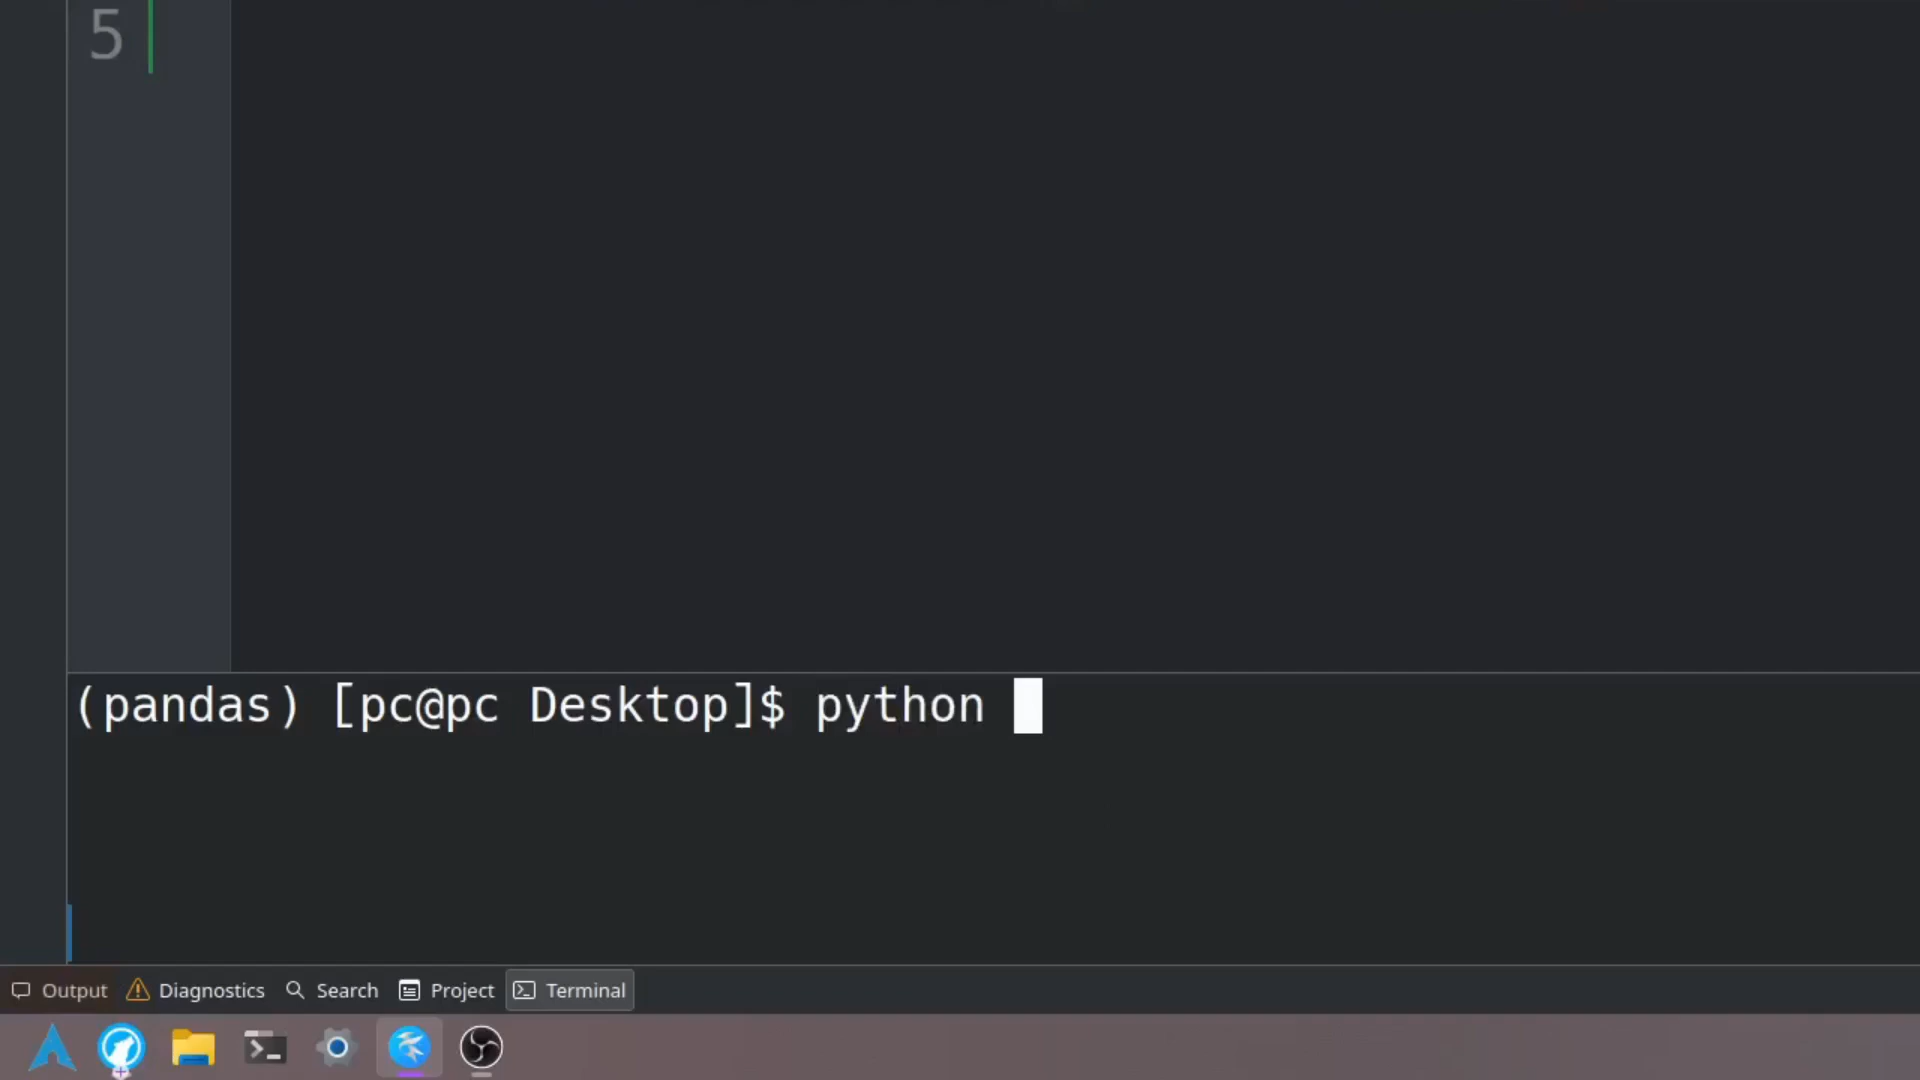 5
(pandas) [pc@pc Desktop]$ python
Output Diagnostics Search Project Terminal